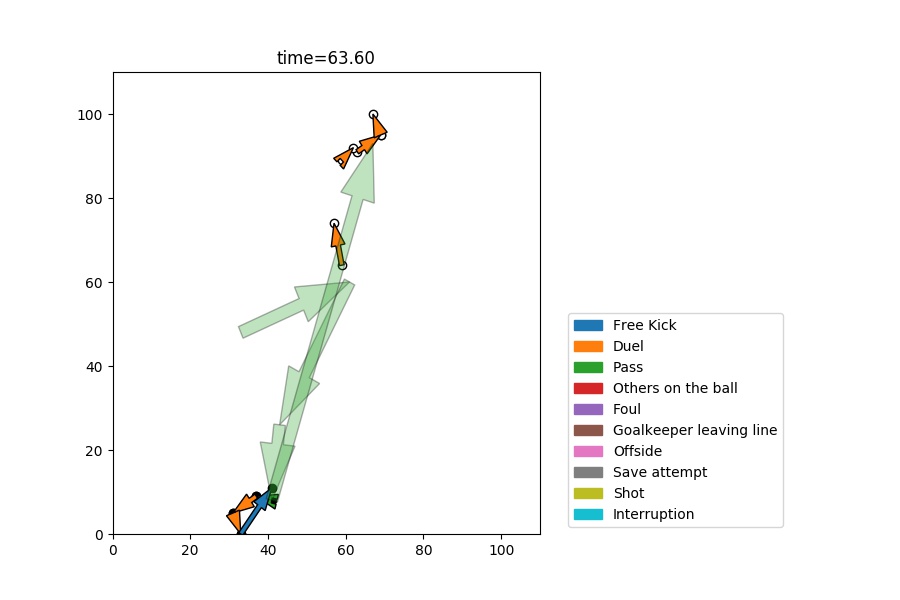 time=63.60
100
80
60
40
20
0
0 20 40 60 80 100
Free Kick
Duel
Pass
Others on the ball
Foul
Goalkeeper leaving line
Offside
Save attempt
Shot
Interruption